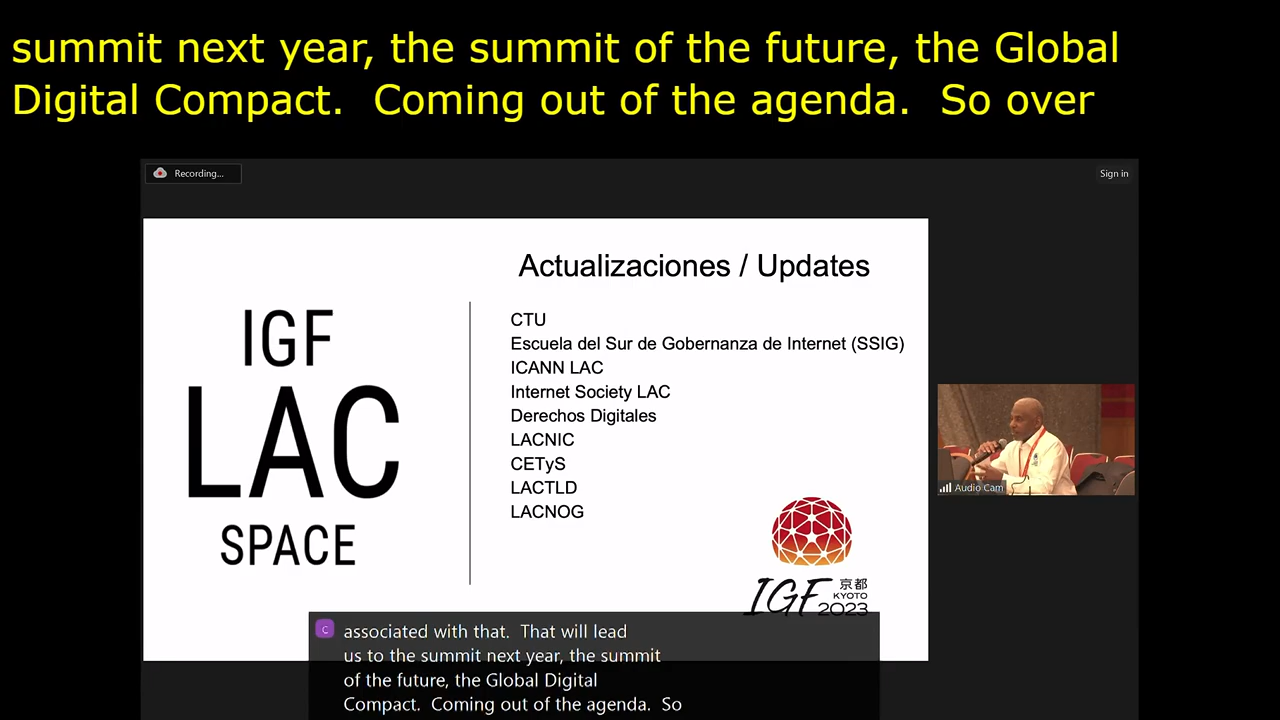 summit next year, the summit of the future, the Global
Digital Compact. Coming out of the agenda. So over
Recording...
Sign in
Actualizaciones / Updates
IGF
LAC
SPACE
CTU
Escuela del Sur de Gobernanza de Internet (SSIG)
ICANN LAC
Internet Society LAC
Derechos Digitales
LACNIC
CETyS
LACTLD
LACNOG
Audio Cam
IGF 京都
KYOTO
2023
C
associated with that. That will lead
us to the summit next year, the summit
of the future, the Global Digital
Compact. Coming out of the agenda. So